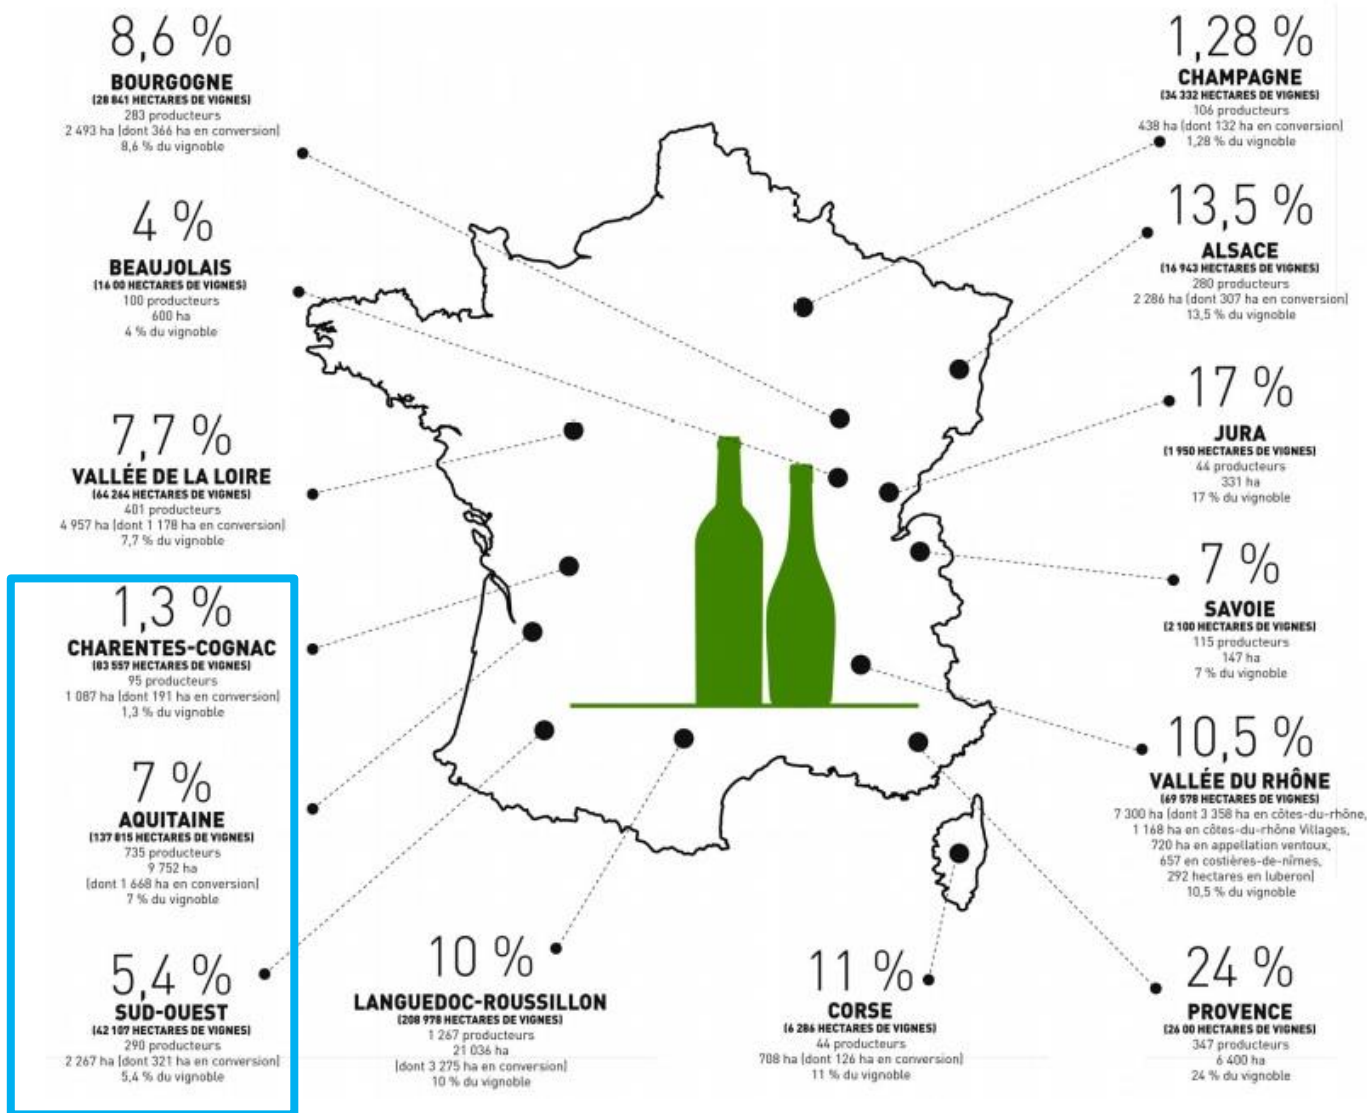 8,6 %
BOURGOGNE
(28 841 HECTARES DE VIGNES)
283 producteurs
2 493 ha (dont 366 ha en conversion)
8,6 % du vignoble
4 %
BEAUJOLAIS
(16 00 HECTARES DE VIGNES)
100 producteurs
600 ha
4 % du vignoble
7,7 %
VALLÉE DE LA LOIRE
(64 264 HECTARES DE VIGNES)
401 producteurs
4 957 ha (dont 1 178 ha en conversion)
7,7 % du vignoble
1,3 %
CHARENTES-COGNAC
(83 557 HECTARES DE VIGNES)
95 producteurs
1 087 ha (dont 191 ha en conversion)
1,3 % du vignoble
7 %
AQUITAINE
(137 815 HECTARES DE VIGNES)
735 producteurs
9 752 ha
(dont 1 668 ha en conversion)
7 % du vignoble
5,4 %
SUD-OUEST
(42 107 HECTARES DE VIGNES)
290 producteurs
2 267 ha (dont 321 ha en conversion)
5,4 % du vignoble
10 %
LANGUEDOC-ROUSSILLON
(208 978 HECTARES DE VIGNES)
1 267 producteurs
21 036 ha
(dont 3 275 ha en conversion)
10 % du vignoble
11 %
CORSE
(6 286 HECTARES DE VIGNES)
44 producteurs
708 ha (dont 126 ha en conversion)
11 % du vignoble
1,28 %
CHAMPAGNE
(34 332 HECTARES DE VIGNES)
106 producteurs
438 ha (dont 132 ha en conversion)
1,28 % du vignoble
13,5 %
ALSACE
(16 943 HECTARES DE VIGNES)
280 producteurs
2 286 ha (dont 307 ha en conversion)
13,5 % du vignoble
17 %
JURA
(1 950 HECTARES DE VIGNES)
44 producteurs
331 ha
17 % du vignoble
7 %
SAVOIE
(2 100 HECTARES DE VIGNES)
115 producteurs
147 ha
7 % du vignoble
10,5 %
VALLÉE DU RHÔNE
(69 578 HECTARES DE VIGNES)
7 300 ha (dont 3 358 ha en côtes-du-rhône,
1 168 ha en côtes-du-rhône Villages,
720 ha en appellation ventoux,
657 en costières-de-nîmes,
292 hectares en luberon)
10,5 % du vignoble
24 %
PROVENCE
(26 00 HECTARES DE VIGNES)
347 producteurs
6 400 ha
24 % du vignoble